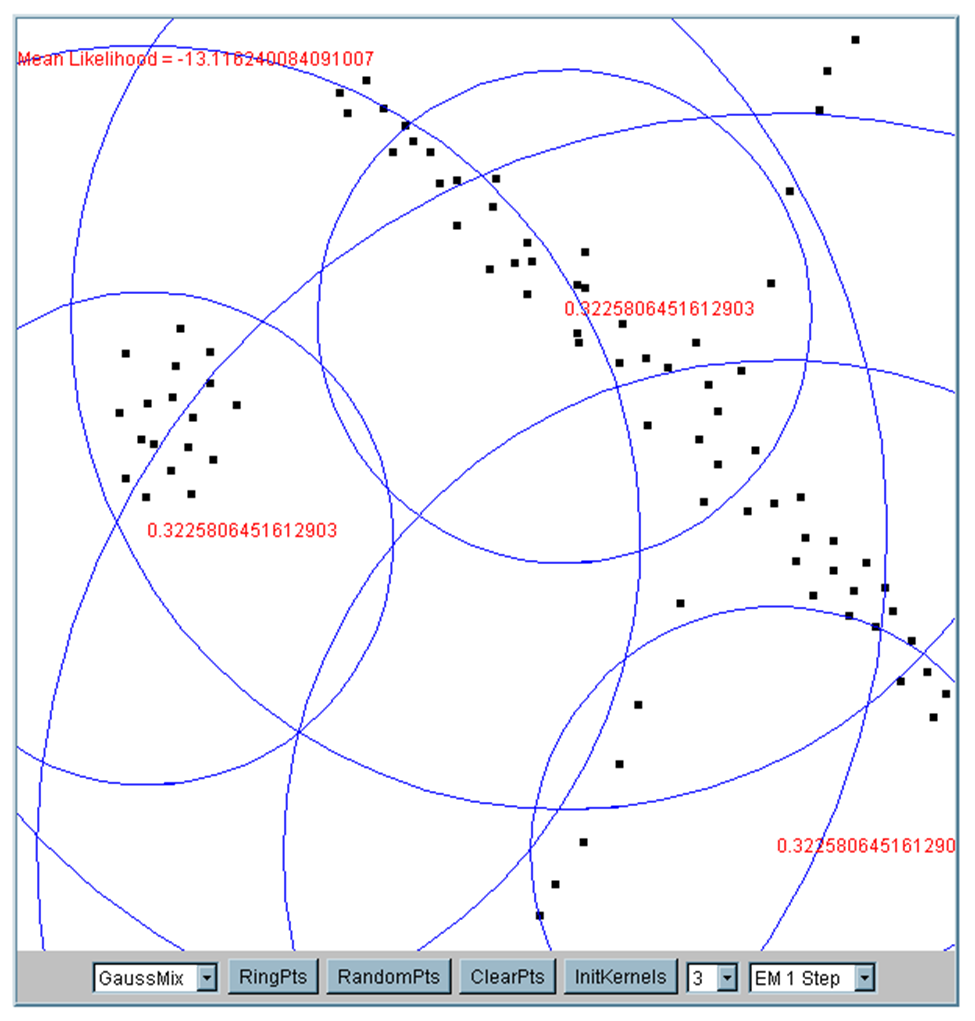 Mean Likelihood = -13.116240084091007
0.3225806451612903
0.3225806451612903
0.322580645161290
GaussMix RingPts RandomPts ClearPts InitKernels 3 EM 1 Step